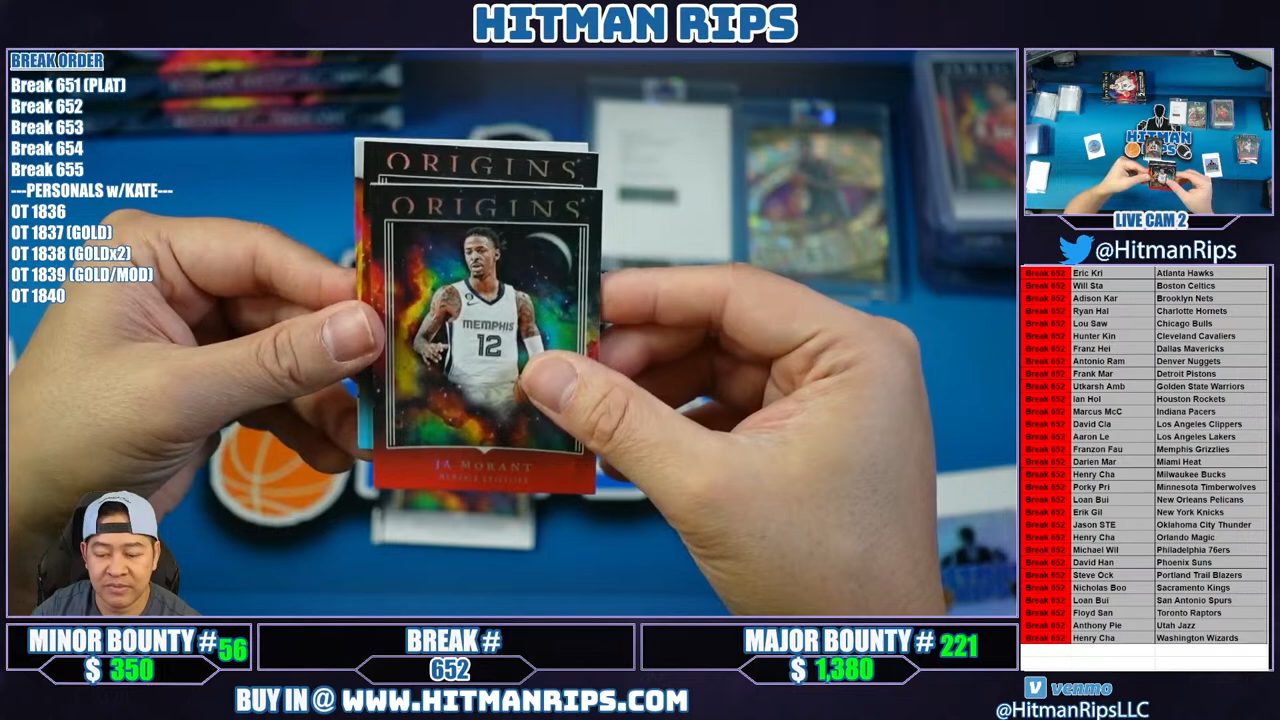 HITMAN RIPS
BREAK ORDER
Break 651 (PLAT)
Break 652
Break 653
Break 654
Break 655
---PERSONALS w/KATE---
OT 1836
OT 1837 (GOLD)
OT 1838 (GOLDx2)
OT 1839 (GOLD/MOD)
OT 1840
ORIGINS
ORIGINS
MEMPHIS
12
JA MORANT
MEMPHIS GRIZZLIES
HITMAN
LIVE CAM 2
@HitmanRips
Break 652 Eric Kri Atlanta Hawks
Break 652 Will Sta Boston Celtics
Break 652 Adison Kar Brooklyn Nets
Break 652 Ryan Hal Charlotte Hornets
Break 652 Lou Saw Chicago Bulls
Break 652 Hunter Kin Cleveland Cavaliers
Break 652 Franz Hei Dallas Mavericks
Break 652 Antonio Ram Denver Nuggets
Break 652 Frank Mar Detroit Pistons
Break 652 Utkarsh Amb Golden State Warriors
Break 652 Ian Hol Houston Rockets
Break 652 Marcus McC Indiana Pacers
Break 652 David Cla Los Angeles Clippers
Break 652 Aaron Le Los Angeles Lakers
Break 652 Franzon Fau Memphis Grizzlies
Break 652 Darien Mar Miami Heat
Break 652 Henry Cha Milwaukee Bucks
Break 652 Porky Pri Minnesota Timberwolves
Break 652 Loan Bui New Orleans Pelicans
Break 652 Erik Gil New York Knicks
Break 652 Jason STE Oklahoma City Thunder
Break 652 Henry Cha Orlando Magic
Break 652 Michael Wil Philadelphia 76ers
Break 652 David Han Phoenix Suns
Break 652 Steve Ock Portland Trail Blazers
Break 652 Nicholas Boo Sacramento Kings
Break 652 Loan Bui San Antonio Spurs
Break 652 Floyd San Toronto Raptors
Break 652 Anthony Pie Utah Jazz
Break 652 Henry Cha Washington Wizards
MINOR BOUNTY # 56
$ 350
BREAK #
652
MAJOR BOUNTY # 221
$ 1,380
BUY IN @ WWW.HITMANRIPS.COM
venmo
@HitmanRipsLLC